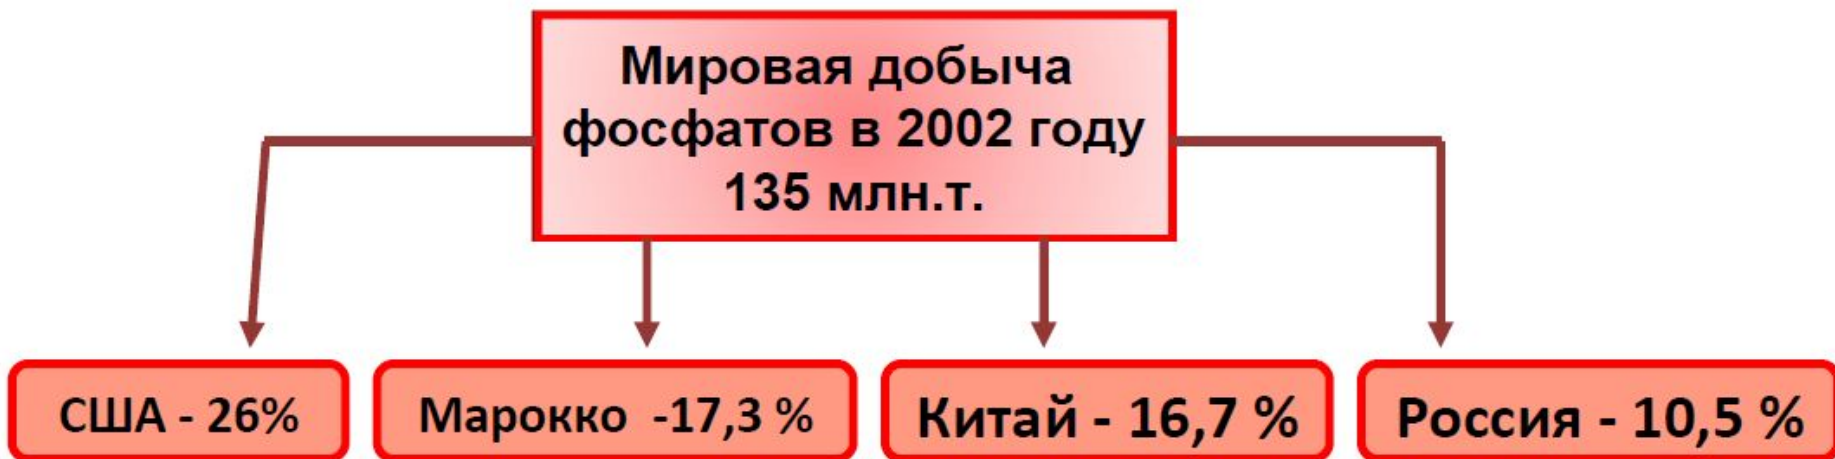 Мировая добыча
фосфатов в 2002 году
135 млн.т.
США - 26%
Марокко -17,3 %
Китай - 16,7 %
Россия - 10,5 %